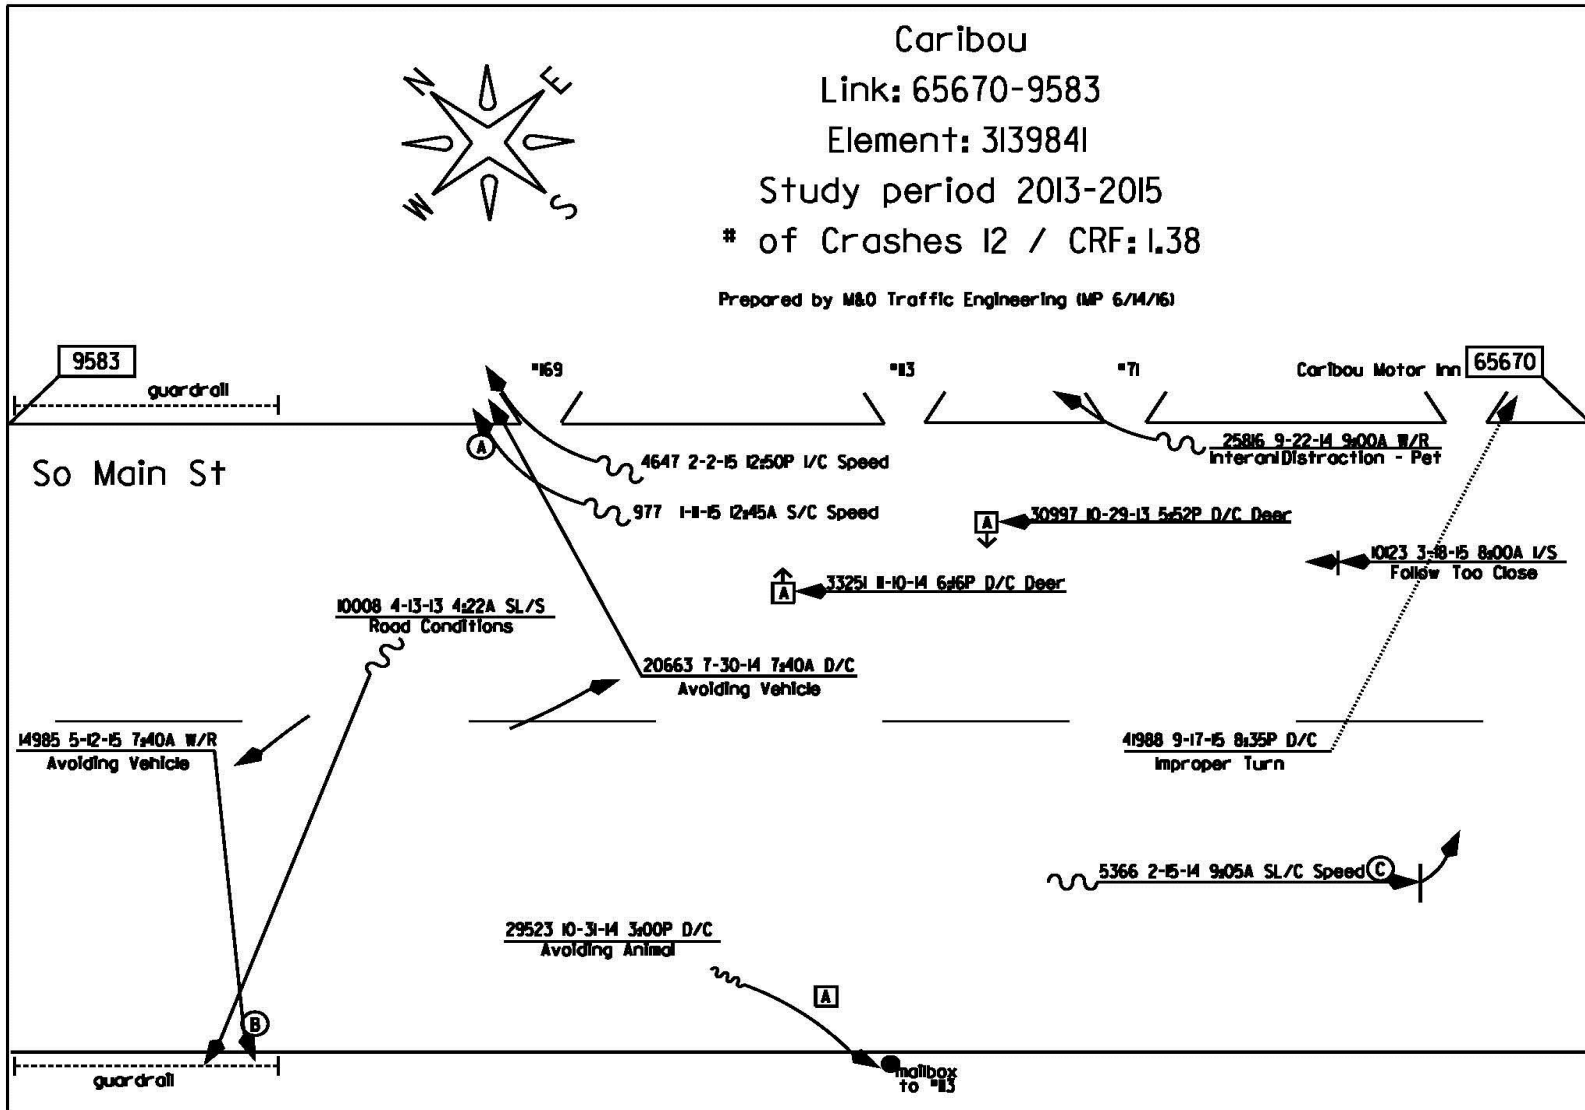 Caribou
Link: 65670-9583
Element: 3139841
Study period 2013-2015
# of Crashes 12 / CRF: 1.38
Prepared by M&O Traffic Engineering (MP 6/14/16)
N
E
W
S
9583
guardrail
#169
#113
#71
Caribou Motor Inn
65670
So Main St
A
4647 2-2-15 12:50P I/C Speed
977 1-11-15 12:45A S/C Speed
25816 9-22-14 9:00A W/R
Interanl Distraction - Pet
A
30997 10-29-13 5:52P D/C Deer
10123 3-18-15 8:00A I/S
Follow Too Close
A
33251 11-10-14 6:16P D/C Deer
10008 4-13-13 4:22A SL/S
Road Conditions
20663 7-30-14 7:40A D/C
Avoiding Vehicle
14985 5-12-15 7:40A W/R
Avoiding Vehicle
41988 9-17-15 8:35P D/C
Improper Turn
5366 2-15-14 9:05A SL/C Speed
C
29523 10-31-14 3:00P D/C
Avoiding Animal
A
B
guardrail
mailbox
to #113